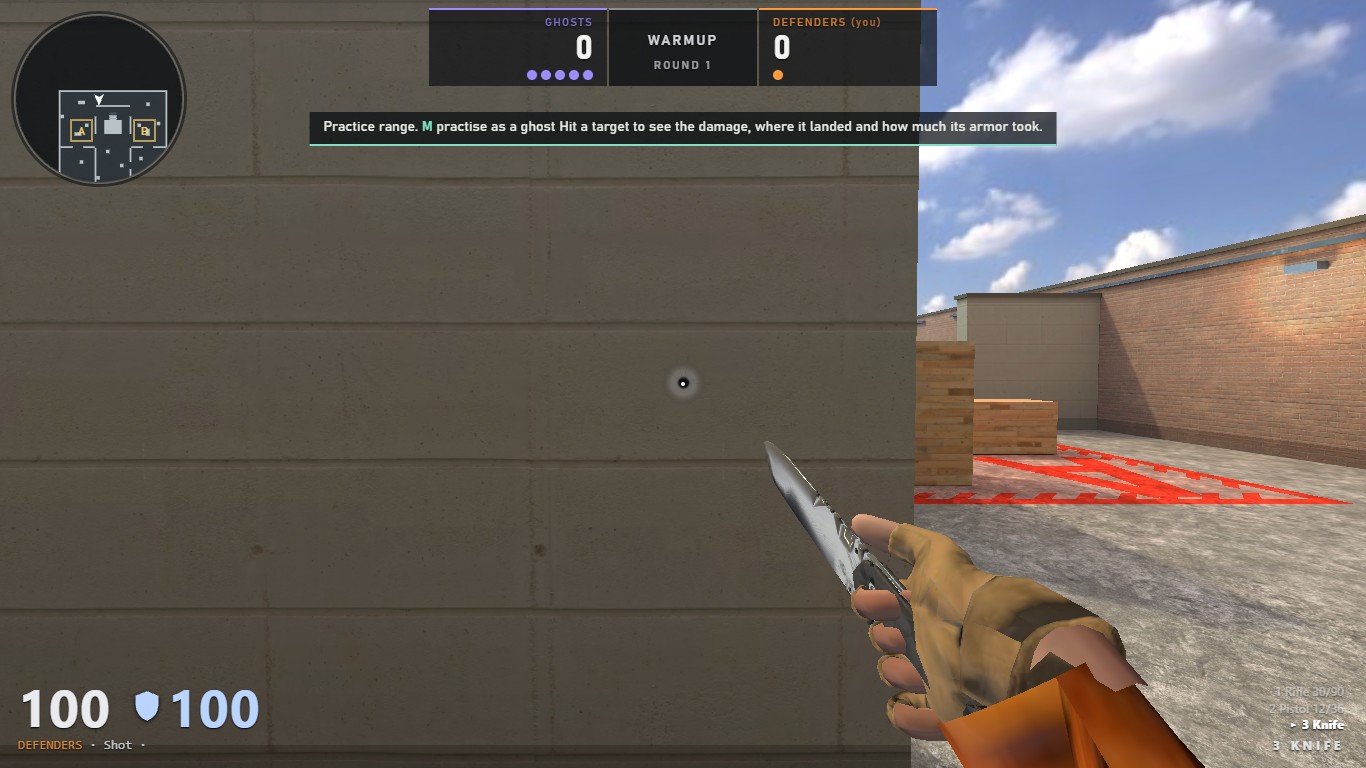 GHOSTS
0
WARMUP
ROUND 1
DEFENDERS (you)
0
Practice range. M practise as a ghost Hit a target to see the damage, where it landed and how much its armor took.
A
B
100
100
DEFENDERS · Shot ·
1 Rifle 30/90
2 Pistol 12/36
▸ 3 Knife
3 KNIFE